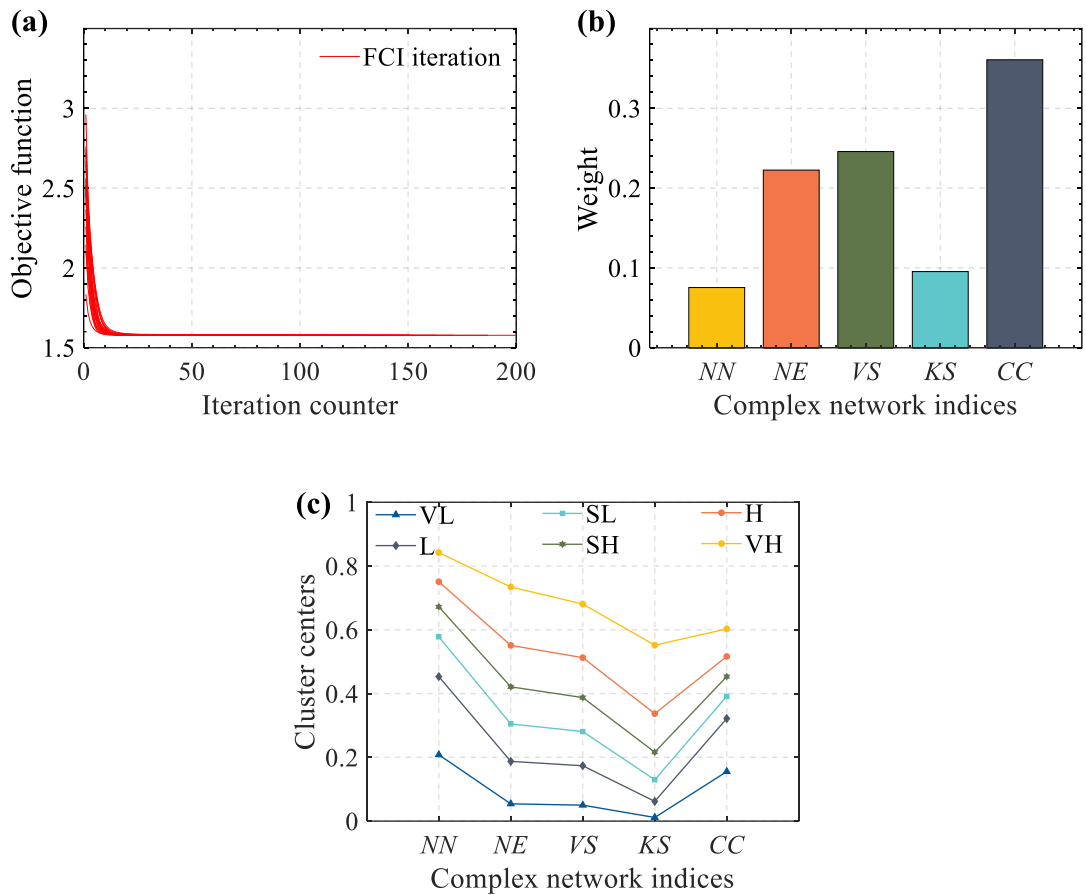 (a)
Objective function
3
2.5
2
1.5
FCI iteration
0 50 100 150 200
Iteration counter
(b)
Weight
0.3
0.2
0.1
0
NN NE VS KS CC
Complex network indices
(c)
Cluster centers
1
0.8
0.6
0.4
0.2
0
VL SL H
L SH VH
NN NE VS KS CC
Complex network indices